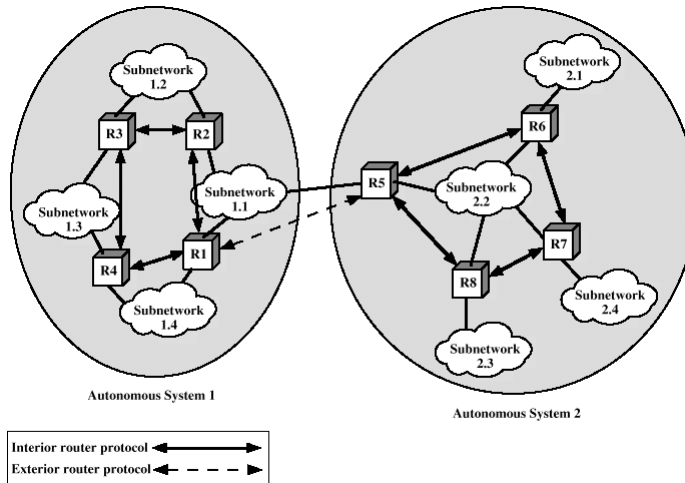 Subnetwork
1.2
Subnetwork
2.1
R3
R2
R6
R5
Subnetwork
1.1
Subnetwork
2.2
Subnetwork
1.3
R1
R7
R4
R8
Subnetwork
1.4
Subnetwork
2.4
Subnetwork
2.3
Autonomous System 1
Autonomous System 2
Interior router protocol
Exterior router protocol